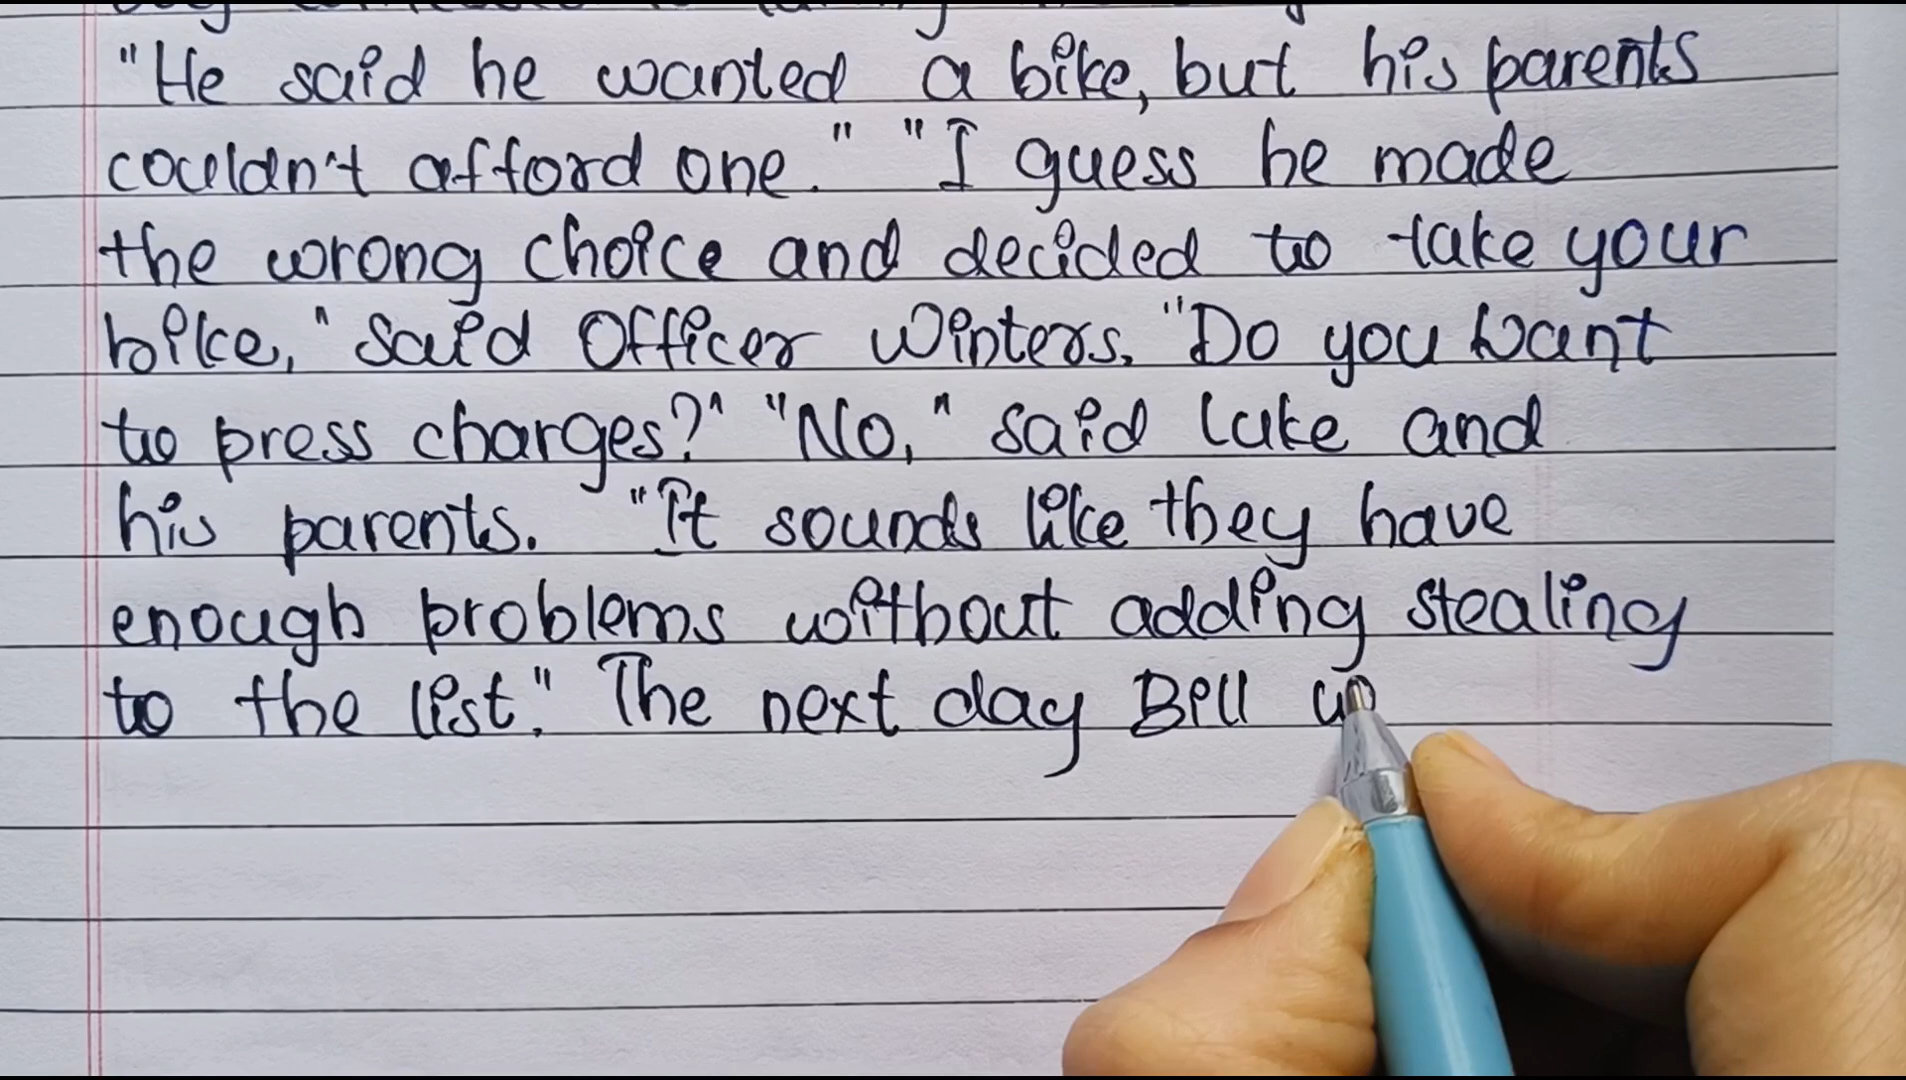 "He said he wanted a bike, but his parents
couldn't afford one." "I guess he made
the wrong choice and decided to take your
bike," said Officer Winters. "Do you want
to press charges?" "No," said Luke and
his parents. "It sounds like they have
enough problems without adding stealing
to the list." The next day Bill